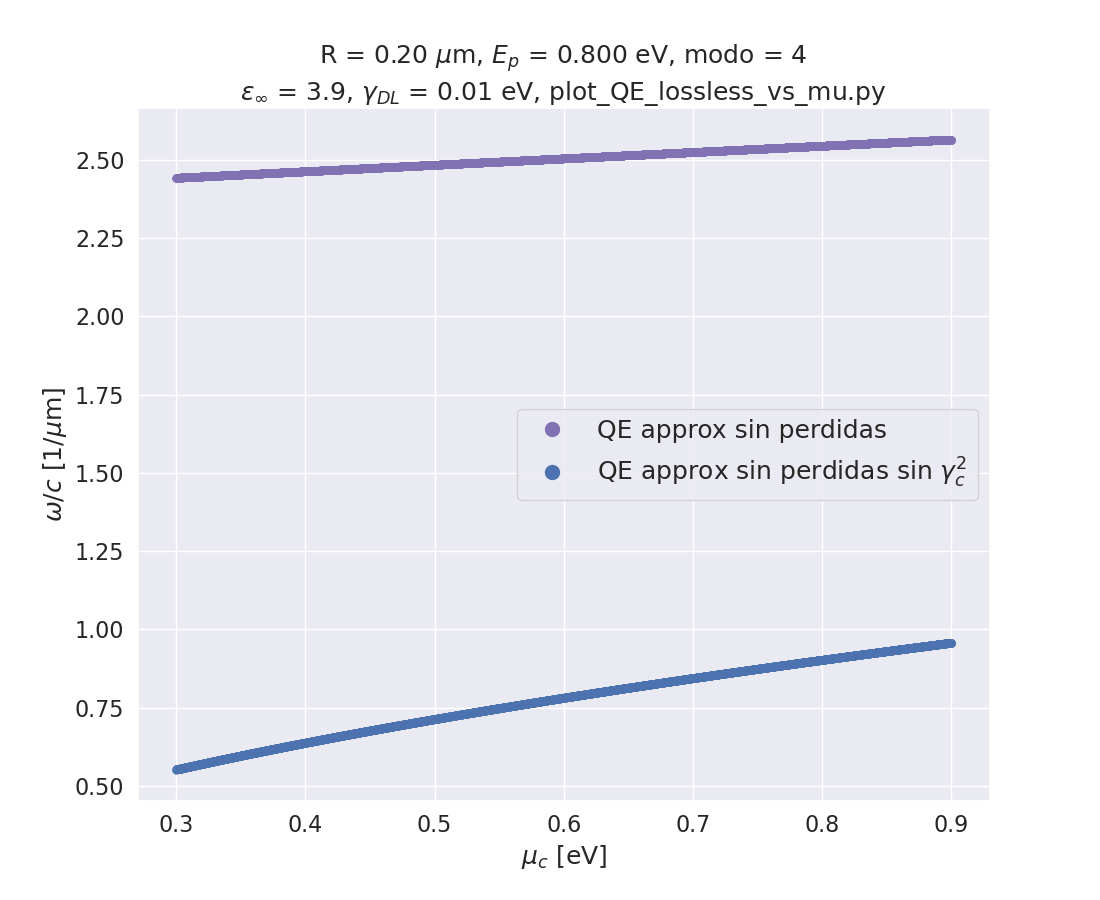 R = 0.20 μm, E_p = 0.800 eV, modo = 4
ε_∞ = 3.9, γ_DL = 0.01 eV, plot_QE_lossless_vs_mu.py
2.50
2.25
2.00
1.75
1.50
1.25
1.00
0.75
0.50
ω/c [1/μm]
QE approx sin perdidas
QE approx sin perdidas sin γ_c^2
0.3 0.4 0.5 0.6 0.7 0.8 0.9
μ_c [eV]